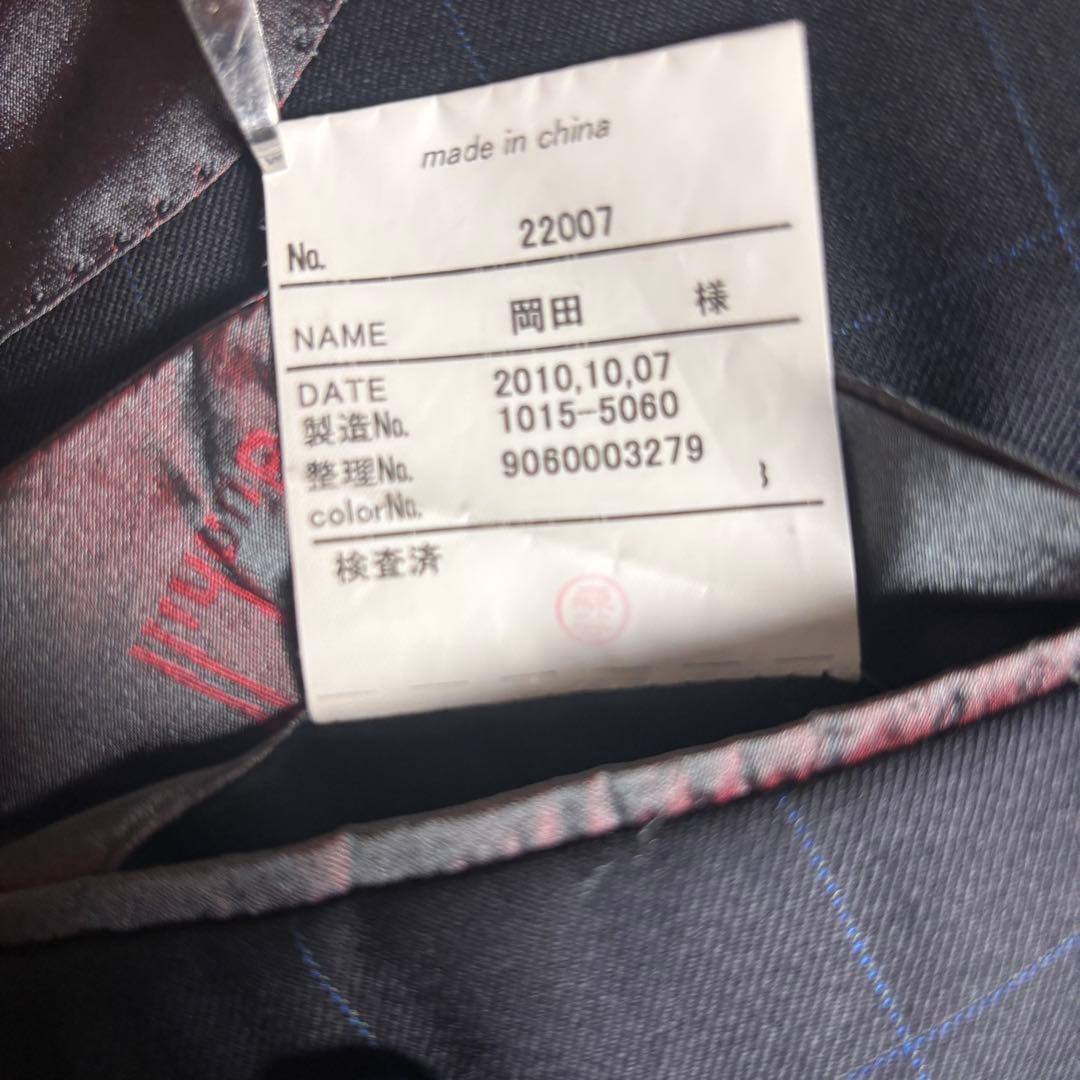 made in china
No. 22007
NAME 岡田 様
DATE 2010,10,07
製造No. 1015-5060
整理No. 9060003279
colorNo.
検査済